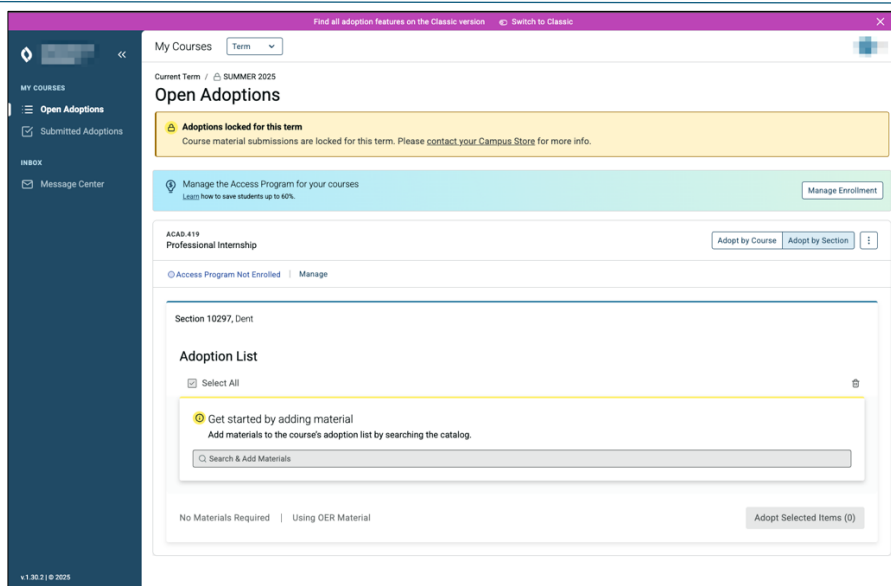 Find all adoption features on the Classic version Switch to Classic
My Courses Term
MY COURSES
Open Adoptions
Submitted Adoptions
INBOX
Message Center
v.1.30.2 | © 2025
Current Term / SUMMER 2025
Open Adoptions
Adoptions locked for this term
Course material submissions are locked for this term. Please contact your Campus Store for more info.
Manage the Access Program for your courses
Learn how to save students up to 60%.
Manage Enrollment
ACAD.419
Professional Internship
Adopt by Course Adopt by Section
Access Program Not Enrolled | Manage
Section 10297, Dent
Adoption List
Select All
Get started by adding material
Add materials to the course's adoption list by searching the catalog.
Search & Add Materials
No Materials Required | Using OER Material
Adopt Selected Items (0)